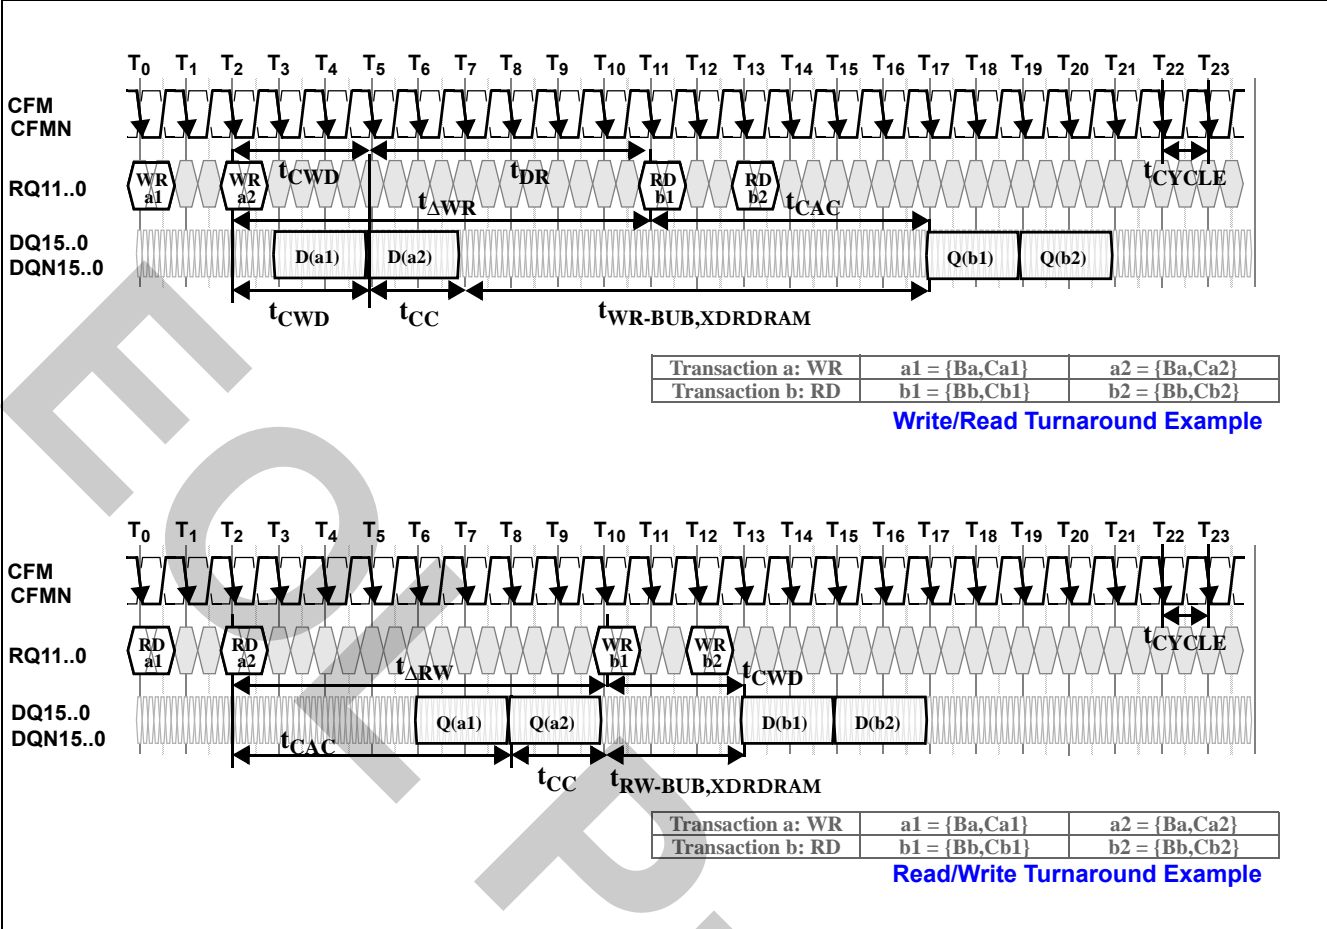 T0 T1 T2 T3 T4 T5 T6 T7 T8 T9 T10 T11 T12 T13 T14 T15 T16 T17 T18 T19 T20 T21 T22 T23
CFM
CFMN
tCWD tDR tCYCLE
RQ11..0 WR a1 WR a2 RD b1 RD b2
tΔWR tCAC
DQ15..0
DQN15..0 D(a1) D(a2) Q(b1) Q(b2)
tCWD tCC tWR-BUB,XDRDRAM
Transaction a: WR a1 = {Ba,Ca1} a2 = {Ba,Ca2}
Transaction b: RD b1 = {Bb,Cb1} b2 = {Bb,Cb2}
Write/Read Turnaround Example
T0 T1 T2 T3 T4 T5 T6 T7 T8 T9 T10 T11 T12 T13 T14 T15 T16 T17 T18 T19 T20 T21 T22 T23
CFM
CFMN
tCYCLE
RQ11..0 RD a1 RD a2 WR b1 WR b2
tΔRW tCWD
DQ15..0
DQN15..0 Q(a1) Q(a2) D(b1) D(b2)
tCAC tCC tRW-BUB,XDRDRAM
Transaction a: WR a1 = {Ba,Ca1} a2 = {Ba,Ca2}
Transaction b: RD b1 = {Bb,Cb1} b2 = {Bb,Cb2}
Read/Write Turnaround Example
EOL P